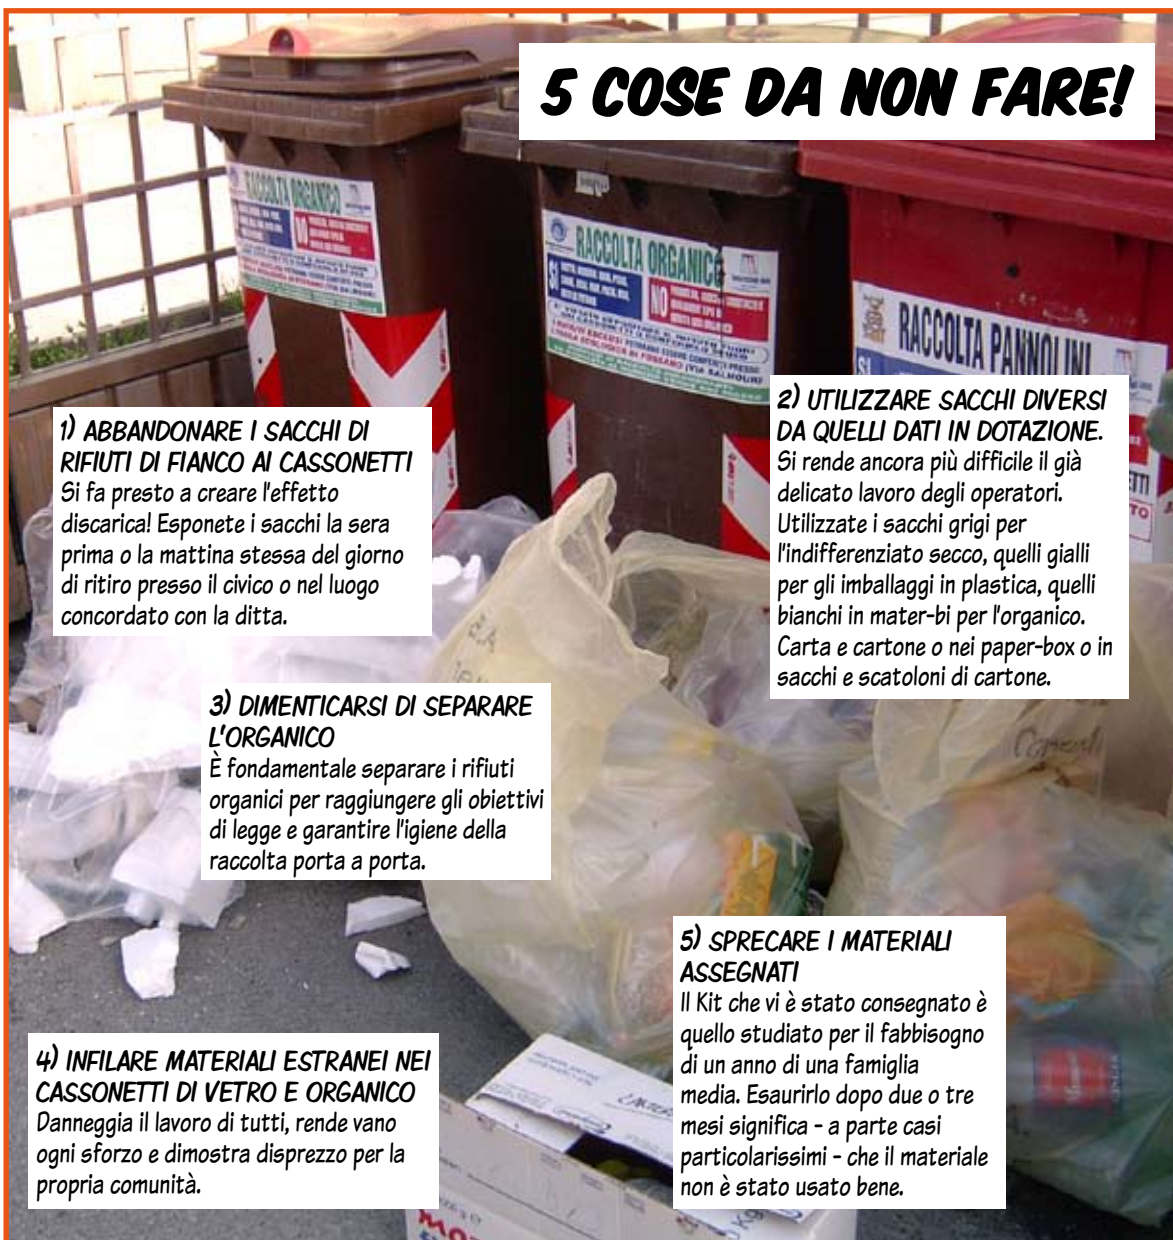 5 COSE DA NON FARE!
RACCOLTA ORGANICO
NO
RACCOLTA ORGANICO
SI
NO
RACCOLTA PANNOLINI
SI
1) ABBANDONARE I SACCHI DI
RIFIUTI DI FIANCO AI CASSONETTI
Si fa presto a creare l'effetto
discarica! Esponete i sacchi la sera
prima o la mattina stessa del giorno
di ritiro presso il civico o nel luogo
concordato con la ditta.
2) UTILIZZARE SACCHI DIVERSI
DA QUELLI DATI IN DOTAZIONE.
Si rende ancora più difficile il già
delicato lavoro degli operatori.
Utilizzate i sacchi grigi per
l'indifferenziato secco, quelli gialli
per gli imballaggi in plastica, quelli
bianchi in mater-bi per l'organico.
Carta e cartone o nei paper-box o in
sacchi e scatoloni di cartone.
3) DIMENTICARSI DI SEPARARE
L'ORGANICO
È fondamentale separare i rifiuti
organici per raggiungere gli obiettivi
di legge e garantire l'igiene della
raccolta porta a porta.
4) INFILARE MATERIALI ESTRANEI NEI
CASSONETTI DI VETRO E ORGANICO
Danneggia il lavoro di tutti, rende vano
ogni sforzo e dimostra disprezzo per la
propria comunità.
5) SPRECARE I MATERIALI
ASSEGNATI
Il Kit che vi è stato consegnato è
quello studiato per il fabbisogno
di un anno di una famiglia
media. Esaurirlo dopo due o tre
mesi significa - a parte casi
particolarissimi - che il materiale
non è stato usato bene.